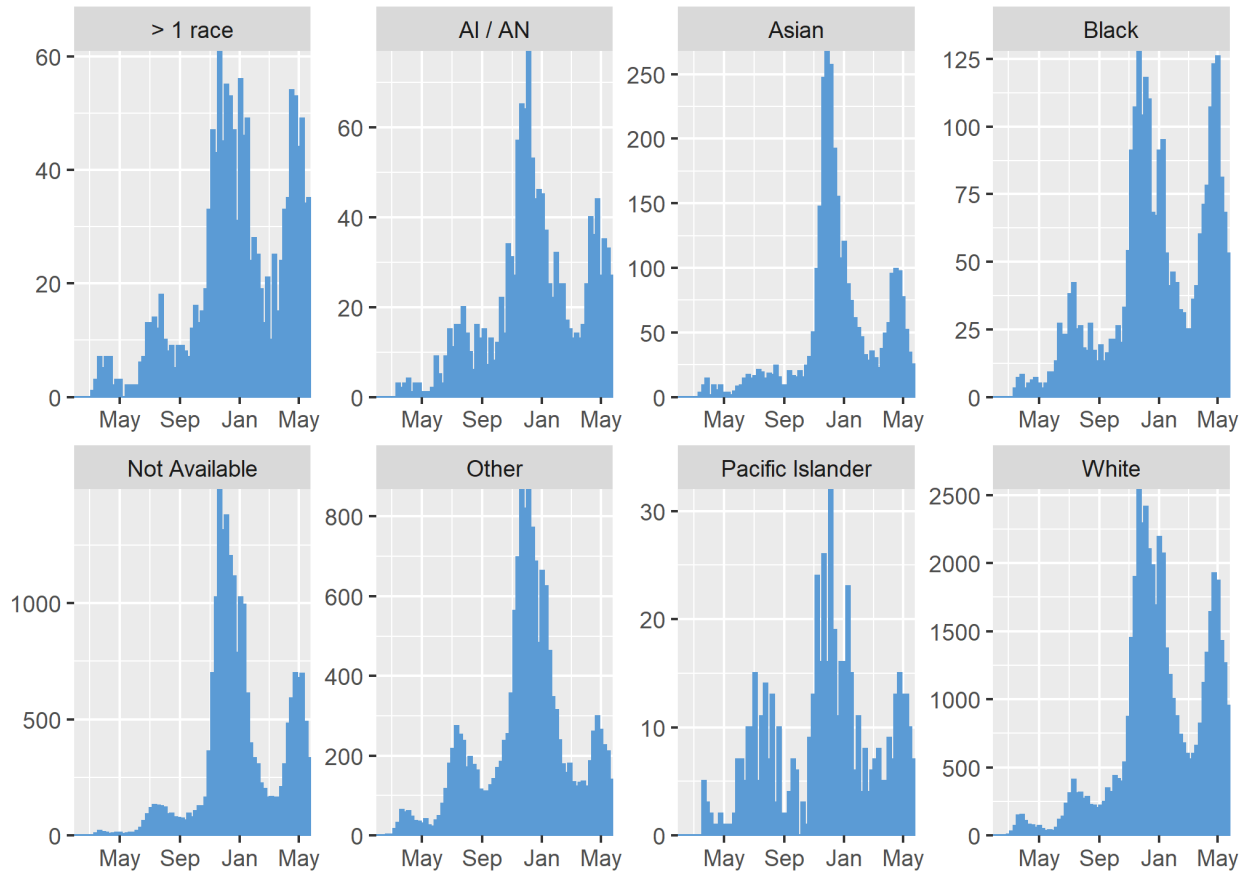 > 1 race
AI / AN
Asian
Black
60
40
20
0
May Sep Jan May
60
40
20
0
May Sep Jan May
250
200
150
100
50
0
May Sep Jan May
125
100
75
50
25
0
May Sep Jan May
Not Available
Other
Pacific Islander
White
1000
500
0
May Sep Jan May
800
600
400
200
0
May Sep Jan May
30
20
10
0
May Sep Jan May
2500
2000
1500
1000
500
0
May Sep Jan May